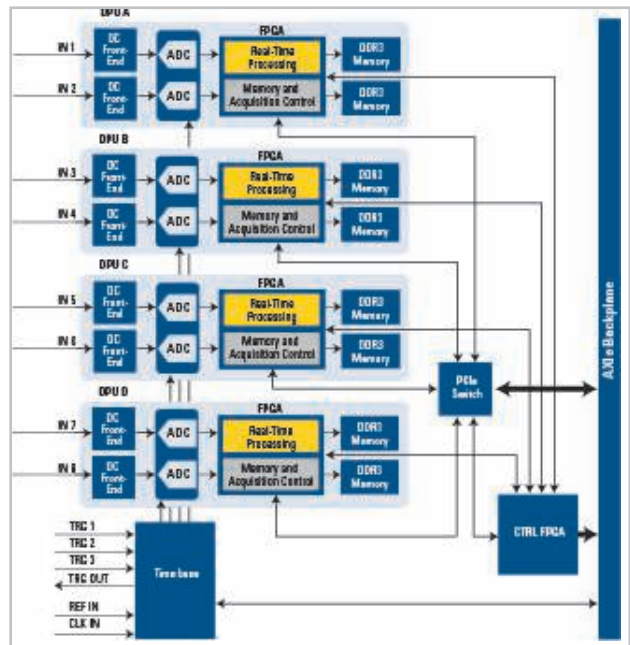 DPU A
FPGA
IN 1
DC Front-End
ADC
Real-Time Processing
DDR3 Memory
IN 2
DC Front-End
ADC
Memory and Acquisition Control
DDR3 Memory
DPU B
FPGA
IN 3
DC Front-End
ADC
Real-Time Processing
DDR3 Memory
IN 4
DC Front-End
ADC
Memory and Acquisition Control
DDR3 Memory
DPU C
FPGA
IN 5
DC Front-End
ADC
Real-Time Processing
DDR3 Memory
IN 6
DC Front-End
ADC
Memory and Acquisition Control
DDR3 Memory
DPU D
FPGA
IN 7
DC Front-End
ADC
Real-Time Processing
DDR3 Memory
IN 8
DC Front-End
ADC
Memory and Acquisition Control
DDR3 Memory
PCIe Switch
AXIe Backplane
CTRL FPGA
TRG 1
TRG 2
TRG 3
TRG OUT
Time base
REF IN
CLK IN